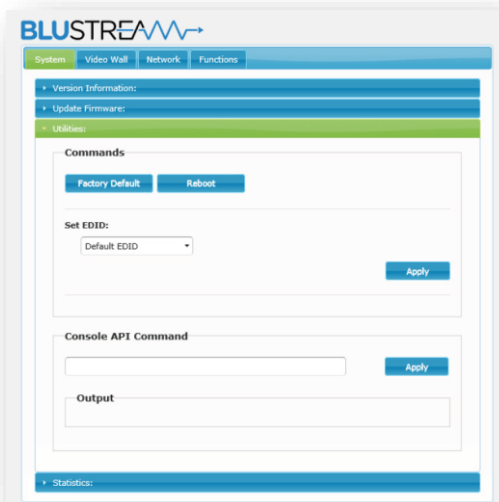 BLUSTREAM
System Video Wall Network Functions
Version Information:
Update Firmware:
Utilities:
Commands
Factory Default Reboot
Set EDID:
Default EDID
Apply
Console API Command
Apply
Output
Statistics: